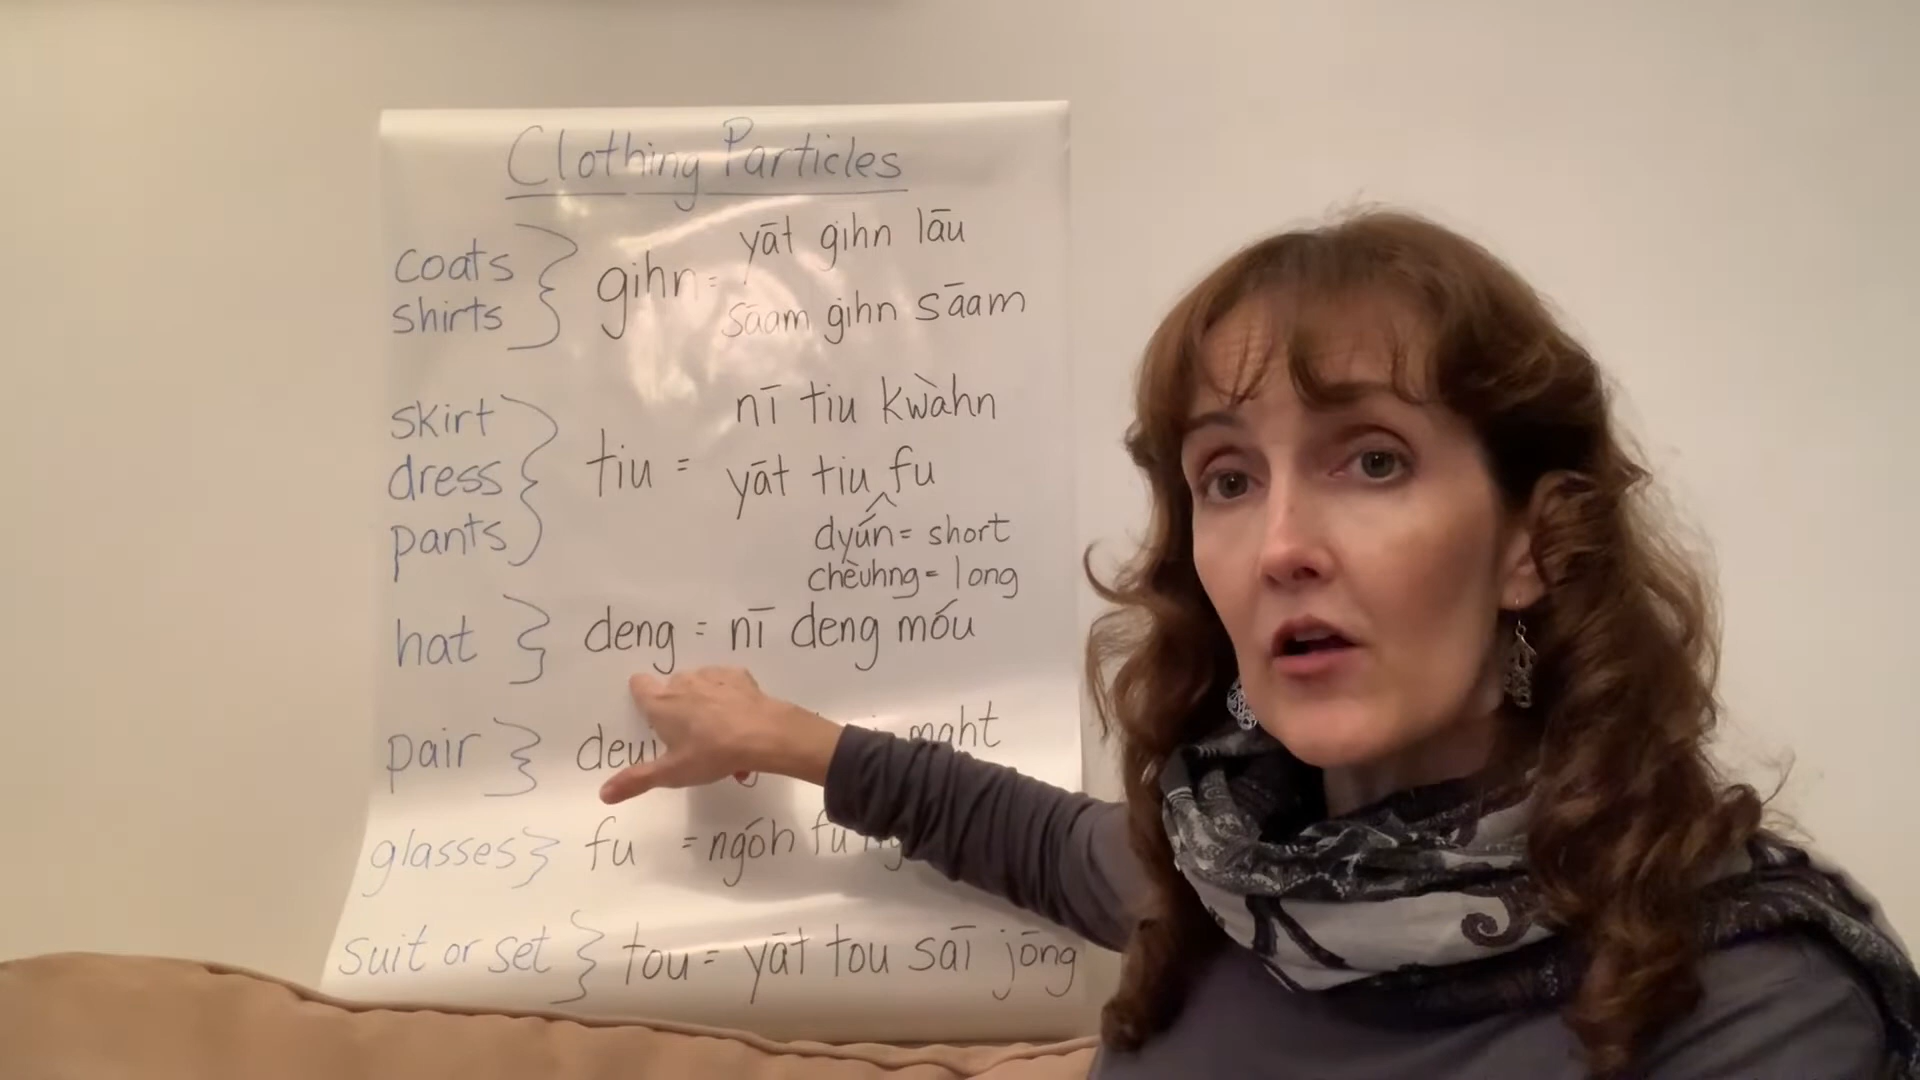 Clothing Particles
coats
shirts
gihn =
yāt gihn lāu
sāam gihn sāam
skirt
dress
pants
tiu =
nī tiu kwàhn
yāt tiu fu
dyún = short
chèuhng = long
hat
deng = nī deng móu
pair
maht
glasses
fu = ngóh fu
suit or set
tou = yāt tou sāi jōng